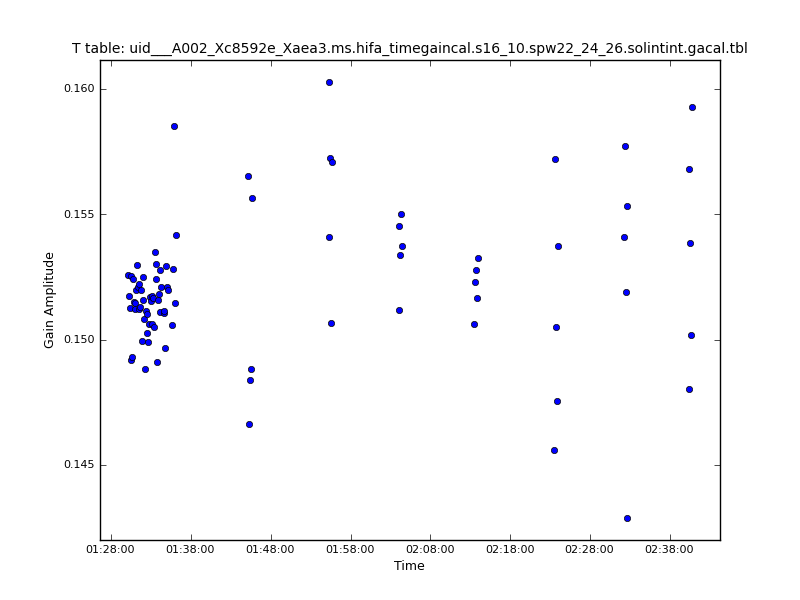 T table: uid___A002_Xc8592e_Xaea3.ms.hifa_timegaincal.s16_10.spw22_24_26.solintint.gacal.tbl
0.160
0.155
0.150
0.145
Gain Amplitude
01:28:00 01:38:00 01:48:00 01:58:00 02:08:00 02:18:00 02:28:00 02:38:00
Time